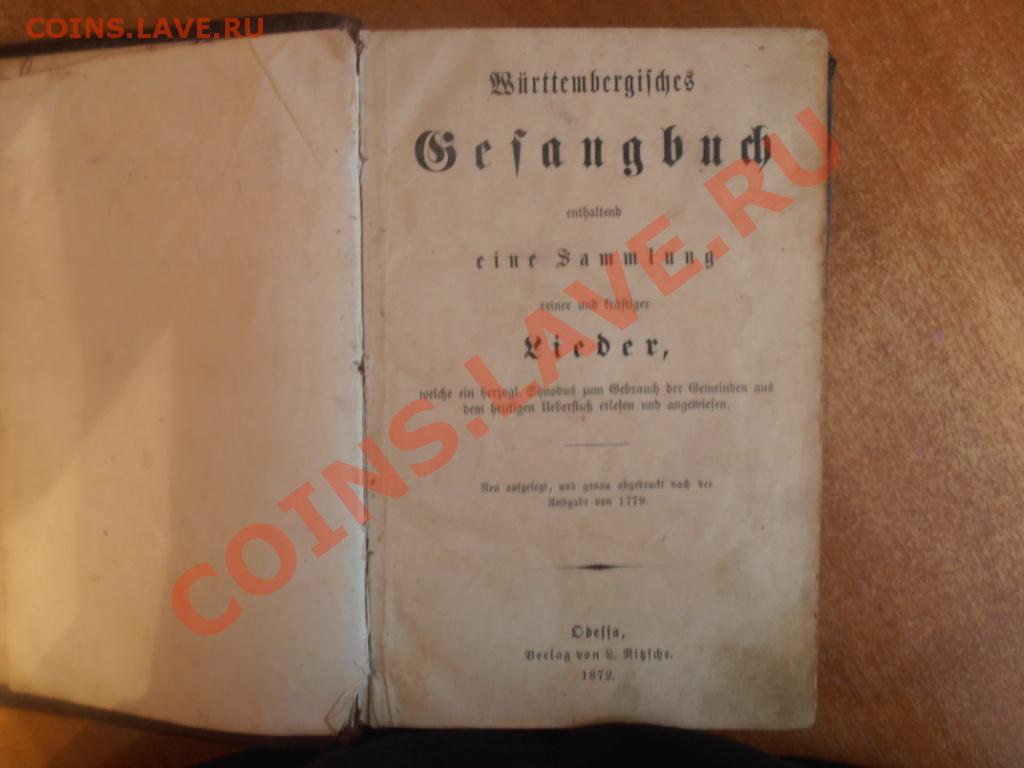 COINS.LAVE.RU
Württembergisches
Gesangbuch
enthaltend
eine Sammlung
reiner und kräftiger
Lieder,
welche ein herzogl. Synodus zum Gebrauch der Gemeinden aus
dem heutigen Ueberfluß erlesen und angewiesen.
Neu aufgelegt, und genau abgedruckt nach der
Ausgabe von 1779.
Odessa,
Verlag von L. Nitzsche.
1872.
COINS.LAVE.RU